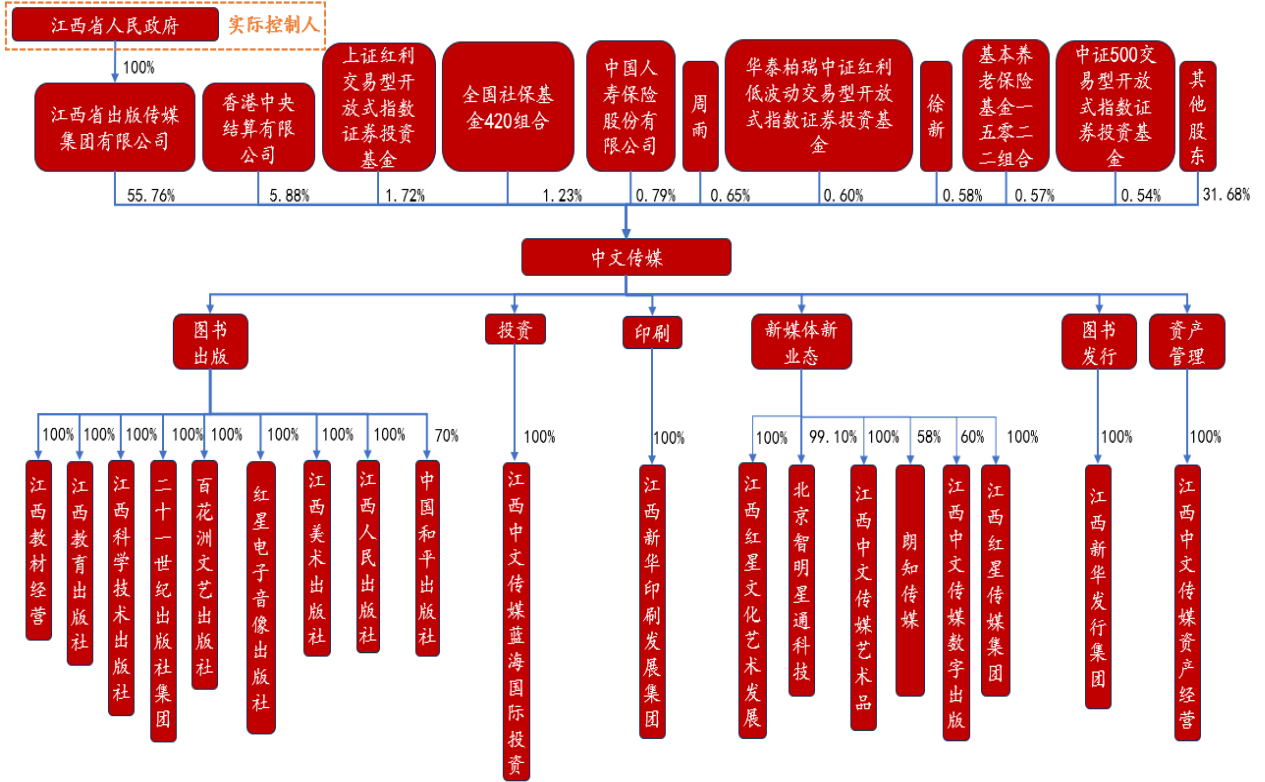 江西省人民政府
实际控制人
100%
江西省出版传媒
集团有限公司
香港中央
结算有限
公司
上证红利
交易型开
放式指数
证券投资
基金
全国社保基
金420组合
中国人
寿保险
股份有
限公司
周雨
华泰柏瑞中证红利
低波动交易型开放
式指数证券投资基
金
徐新
基本养
老保险
基金一
五零二
二组合
中证500交
易型开放
式指数证
券投资基
金
其他股东
55.76%
5.88%
1.72%
1.23%
0.79%
0.65%
0.60%
0.58%
0.57%
0.54%
31.68%
中文传媒
图书
出版
投资
印刷
新媒体新
业态
图书
发行
资产
管理
100%
100%
100%
100%
100%
100%
100%
100%
70%
100%
100%
100%
99.10%
100%
58%
60%
100%
100%
100%
江西教材经营
江西教育出版社
江西科学技术出版社
二十一世纪出版社集团
百花洲文艺出版社
红星电子音像出版社
江西美术出版社
江西人民出版社
中国和平出版社
江西中文传媒蓝海国际投资
江西新华印刷发展集团
江西红星文化艺术发展
北京智明星通科技
江西中文传媒艺术品
朗知传媒
江西中文传媒数字出版
江西红星传媒集团
江西新华发行集团
江西中文传媒资产经营